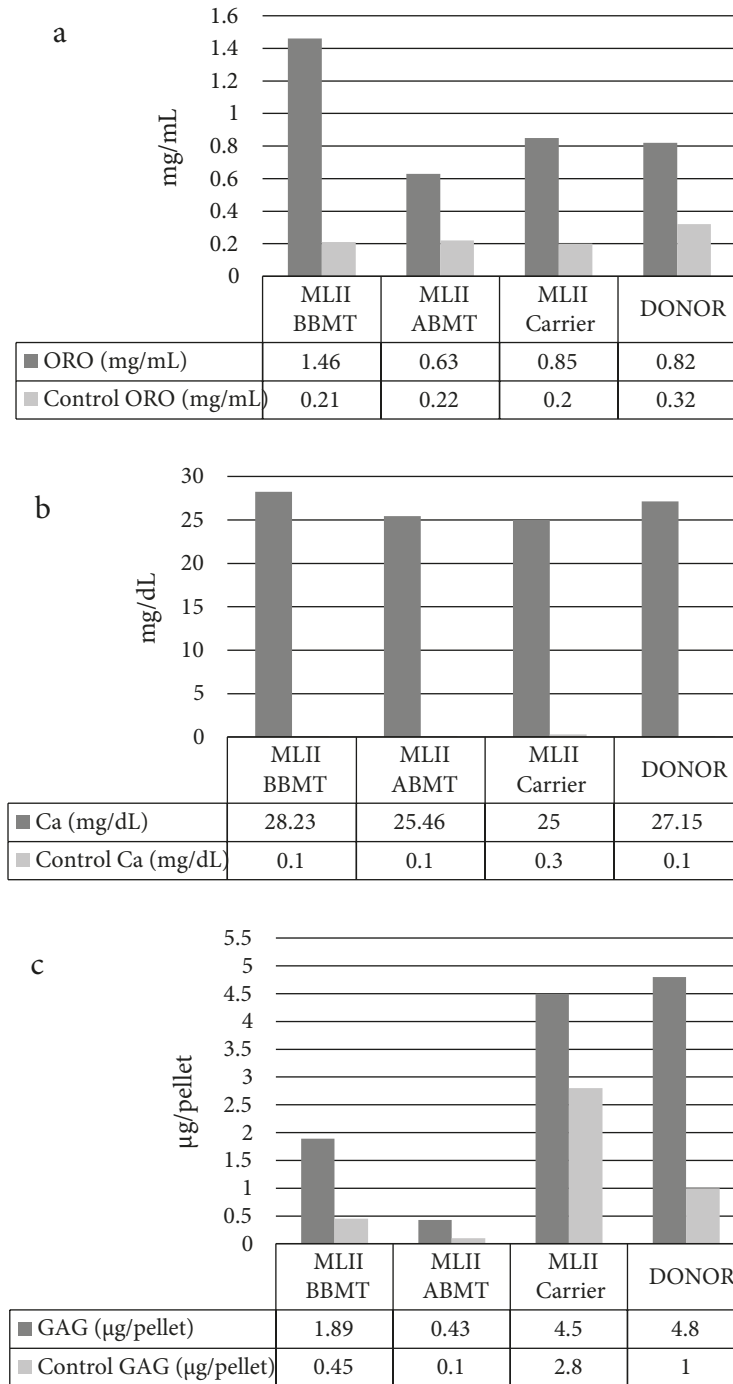 a
mg/mL
1.6
1.4
1.2
1
0.8
0.6
0.4
0.2
0
MLII BBMT MLII ABMT MLII Carrier DONOR
ORO (mg/mL) 1.46 0.63 0.85 0.82
Control ORO (mg/mL) 0.21 0.22 0.2 0.32
b
mg/dL
30
25
20
15
10
5
0
MLII BBMT MLII ABMT MLII Carrier DONOR
Ca (mg/dL) 28.23 25.46 25 27.15
Control Ca (mg/dL) 0.1 0.1 0.3 0.1
c
µg/pellet
5.5
5
4.5
4
3.5
3
2.5
2
1.5
1
0.5
0
MLII BBMT MLII ABMT MLII Carrier DONOR
GAG (µg/pellet) 1.89 0.43 4.5 4.8
Control GAG (µg/pellet) 0.45 0.1 2.8 1